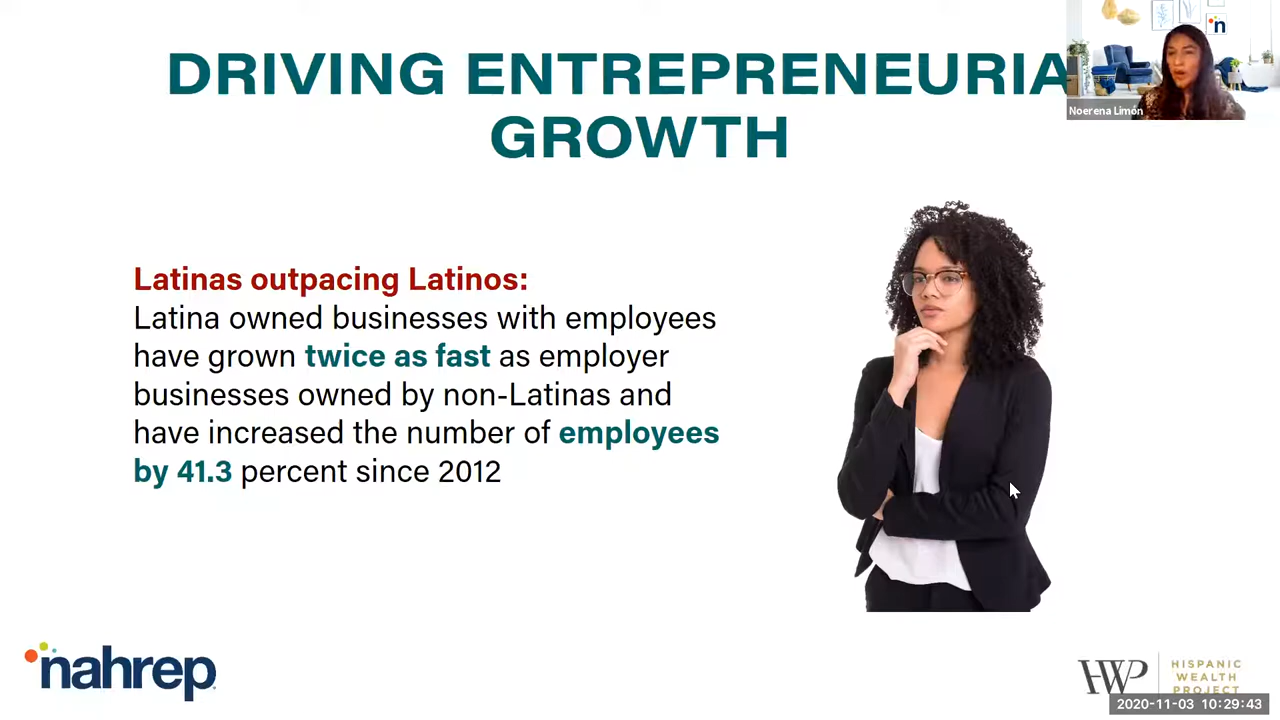 DRIVING ENTREPRENEURIA
GROWTH
n
Noerena Limón
Latinas outpacing Latinos:
Latina owned businesses with employees
have grown twice as fast as employer
businesses owned by non-Latinas and
have increased the number of employees
by 41.3 percent since 2012
nahrep
HWP
HISPANIC
WEALTH
PROJECT
2020-11-03 10:29:43